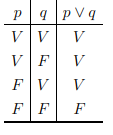 p q p ∨ q
V V V
V F V
F V V
F F F